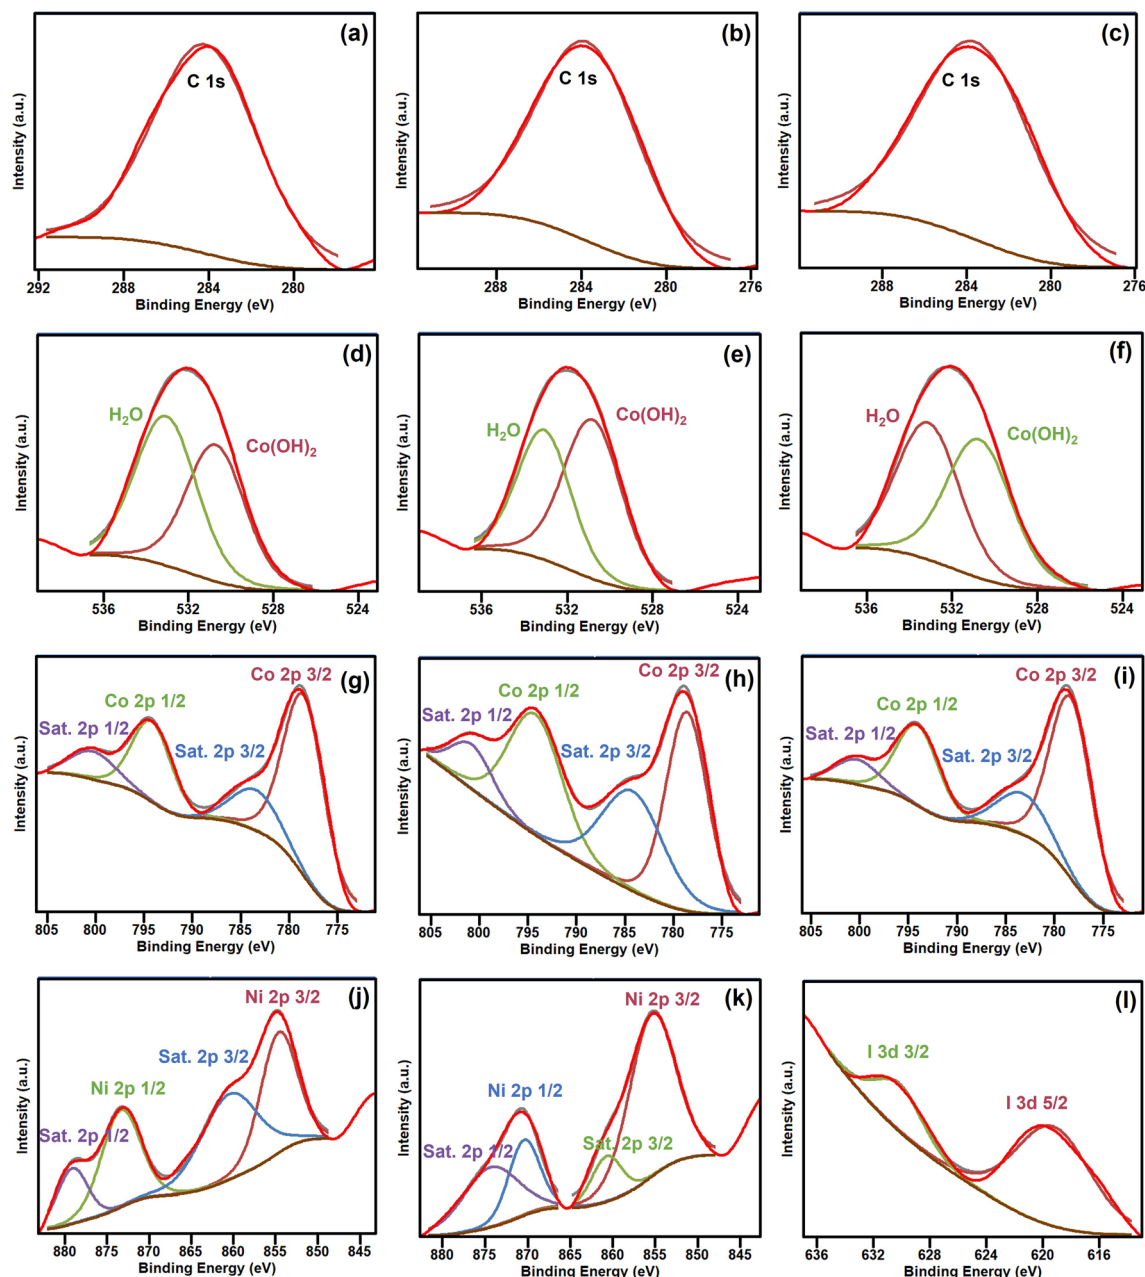 (a)
C 1s
Intensity (a.u.)
292 288 284 280
Binding Energy (eV)
(b)
C 1s
Intensity (a.u.)
288 284 280 276
Binding Energy (eV)
(c)
C 1s
Intensity (a.u.)
288 284 280 276
Binding Energy (eV)
(d)
H₂O
Co(OH)₂
Intensity (a.u.)
536 532 528 524
Binding Energy (eV)
(e)
H₂O
Co(OH)₂
Intensity (a.u.)
536 532 528 524
Binding Energy (eV)
(f)
H₂O
Co(OH)₂
Intensity (a.u.)
536 532 528 524
Binding Energy (eV)
(g)
Co 2p 3/2
Co 2p 1/2
Sat. 2p 1/2
Sat. 2p 3/2
Intensity (a.u.)
805 800 795 790 785 780 775
Binding Energy (eV)
(h)
Co 2p 3/2
Co 2p 1/2
Sat. 2p 1/2
Sat. 2p 3/2
Intensity (a.u.)
805 800 795 790 785 780 775
Binding Energy (eV)
(i)
Co 2p 3/2
Co 2p 1/2
Sat. 2p 1/2
Sat. 2p 3/2
Intensity (a.u.)
805 800 795 790 785 780 775
Binding Energy (eV)
(j)
Ni 2p 3/2
Sat. 2p 3/2
Ni 2p 1/2
Sat. 2p 1/2
Intensity (a.u.)
880 870 860 850
Binding Energy (eV)
(k)
Ni 2p 3/2
Ni 2p 1/2
Sat. 2p 3/2
Sat. 2p 1/2
Intensity (a.u.)
880 875 870 865 860 855 850 845
Binding Energy (eV)
(l)
I 3d 3/2
I 3d 5/2
Intensity (a.u.)
636 632 628 624 620 616
Binding Energy (eV)